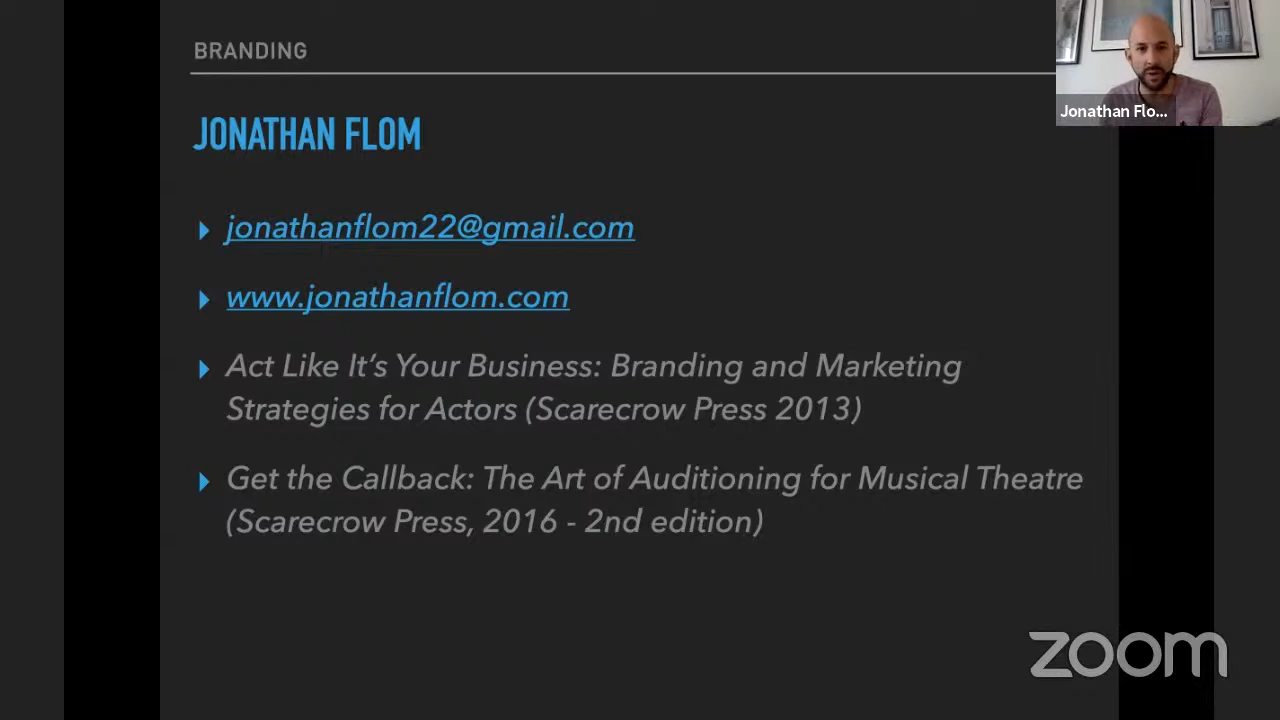 BRANDING
JONATHAN FLOM
jonathanflom22@gmail.com
www.jonathanflom.com
Act Like It's Your Business: Branding and Marketing
Strategies for Actors (Scarecrow Press 2013)
Get the Callback: The Art of Auditioning for Musical Theatre
(Scarecrow Press, 2016 - 2nd edition)
Jonathan Flo...
zoom